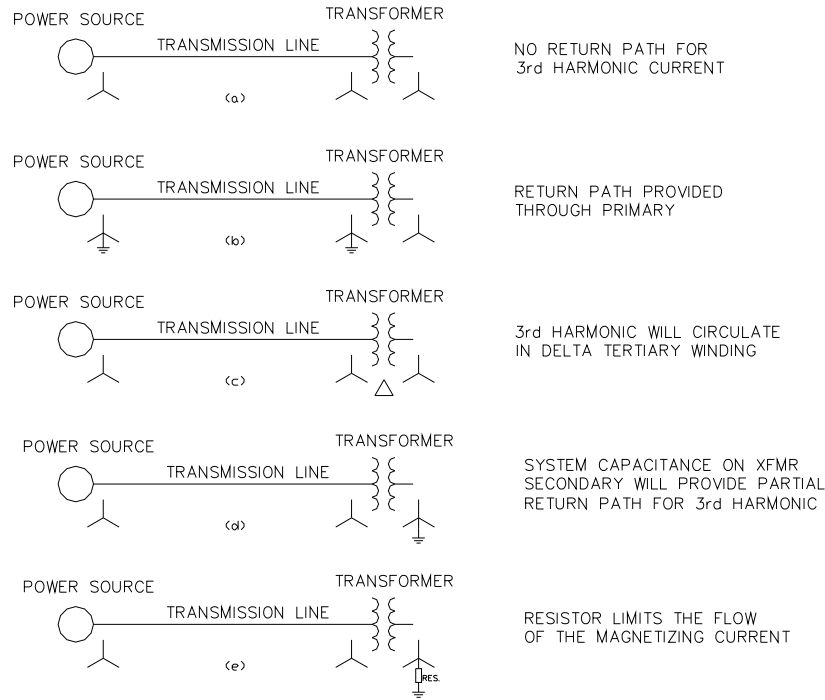 POWER SOURCE
TRANSMISSION LINE
TRANSFORMER
(a)
NO RETURN PATH FOR
3rd HARMONIC CURRENT
POWER SOURCE
TRANSMISSION LINE
TRANSFORMER
(b)
RETURN PATH PROVIDED
THROUGH PRIMARY
POWER SOURCE
TRANSMISSION LINE
TRANSFORMER
(c)
3rd HARMONIC WILL CIRCULATE
IN DELTA TERTIARY WINDING
POWER SOURCE
TRANSMISSION LINE
TRANSFORMER
(d)
SYSTEM CAPACITANCE ON XFMR
SECONDARY WILL PROVIDE PARTIAL
RETURN PATH FOR 3rd HARMONIC
POWER SOURCE
TRANSMISSION LINE
TRANSFORMER
(e)
RES.
RESISTOR LIMITS THE FLOW
OF THE MAGNETIZING CURRENT